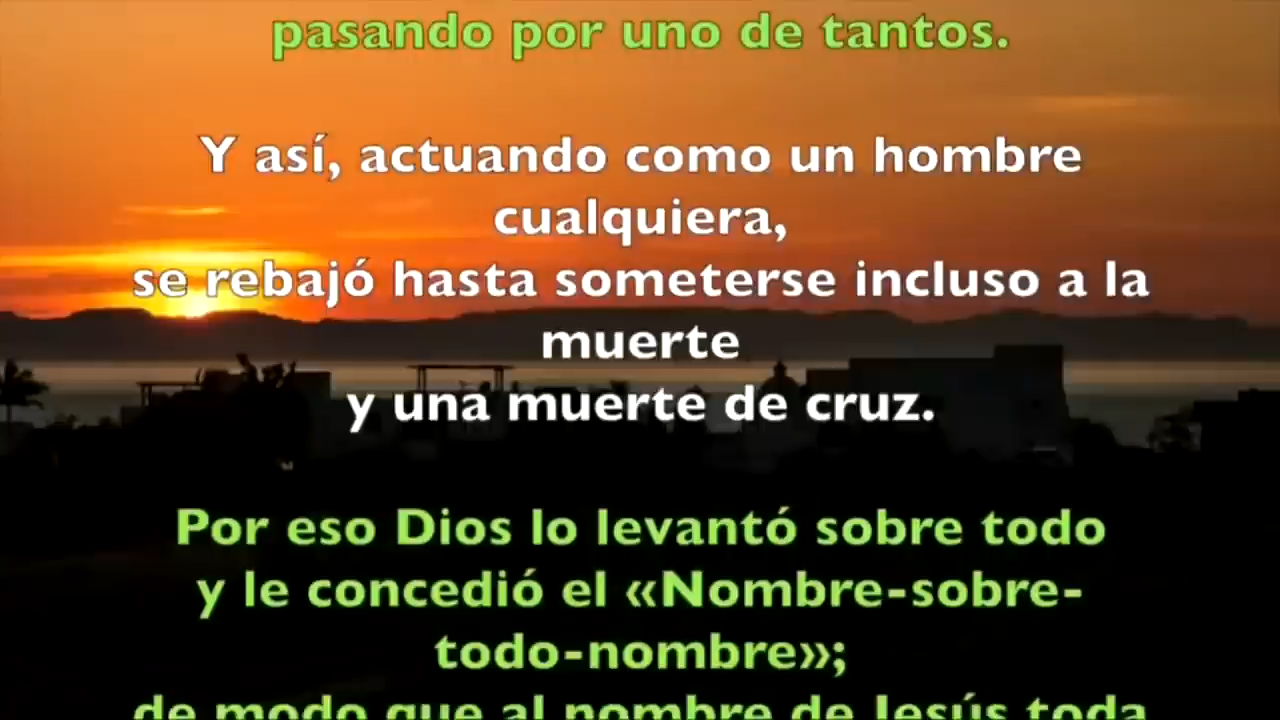 pasando por uno de tantos.
Y así, actuando como un hombre
cualquiera,
se rebajó hasta someterse incluso a la
muerte
y una muerte de cruz.
Por eso Dios lo levantó sobre todo
y le concedió el «Nombre-sobre-
todo-nombre»;
de modo que al nombre de Jesús toda